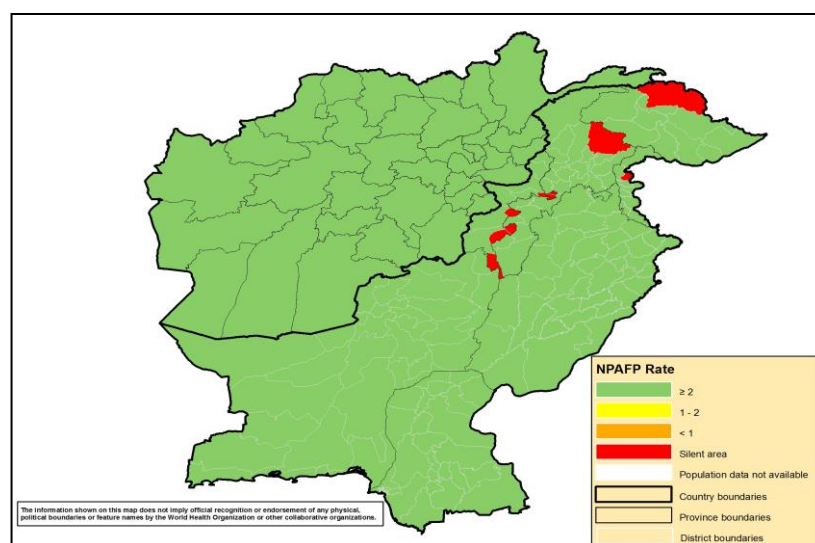 NPAFP Rate
≥ 2
1 - 2
< 1
Silent area
Population data not available
Country boundaries
Province boundaries
District boundaries
The information shown on this map does not imply official recognition or endorsement of any physical,
political boundaries or feature names by the World Health Organization or other collaborative organizations.